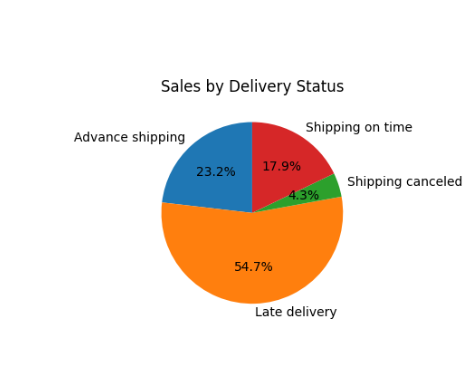 Sales by Delivery Status
Shipping on time
Advance shipping
17.9%
23.2%
Shipping canceled
4.3%
54.7%
Late delivery